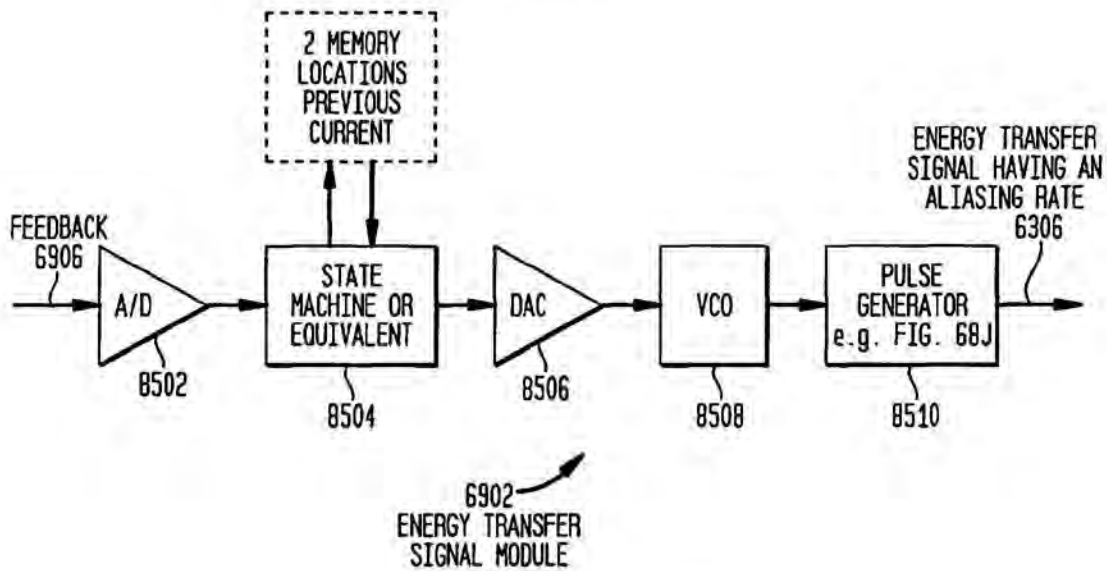 2 MEMORY
LOCATIONS
PREVIOUS
CURRENT
ENERGY TRANSFER
SIGNAL HAVING AN
ALIASING RATE
6306
FEEDBACK
6906
A/D
8502
STATE
MACHINE OR
EQUIVALENT
8504
DAC
8506
VCO
8508
PULSE
GENERATOR
e.g. FIG. 68J
8510
6902
ENERGY TRANSFER
SIGNAL MODULE